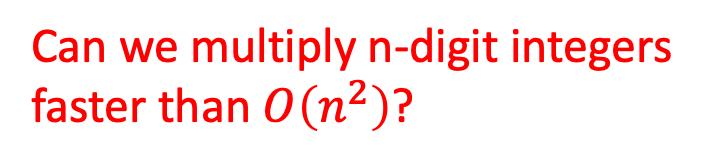 Can we multiply n-digit integers
faster than 𝑂(𝑛²)?